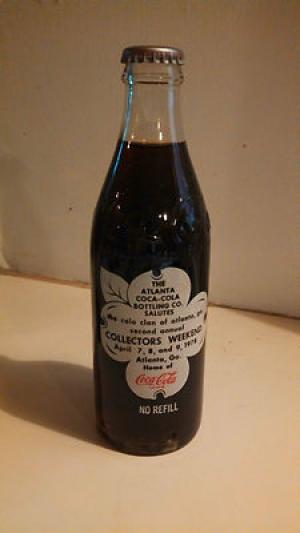 THE
ATLANTA
COCA-COLA
BOTTLING CO.
SALUTES
the cola clan of atlanta, ga.
second annual
COLLECTORS WEEKEND
April 7, 8, and 9, 1978
Atlanta, Ga.
Home of
Coca-Cola
NO REFILL